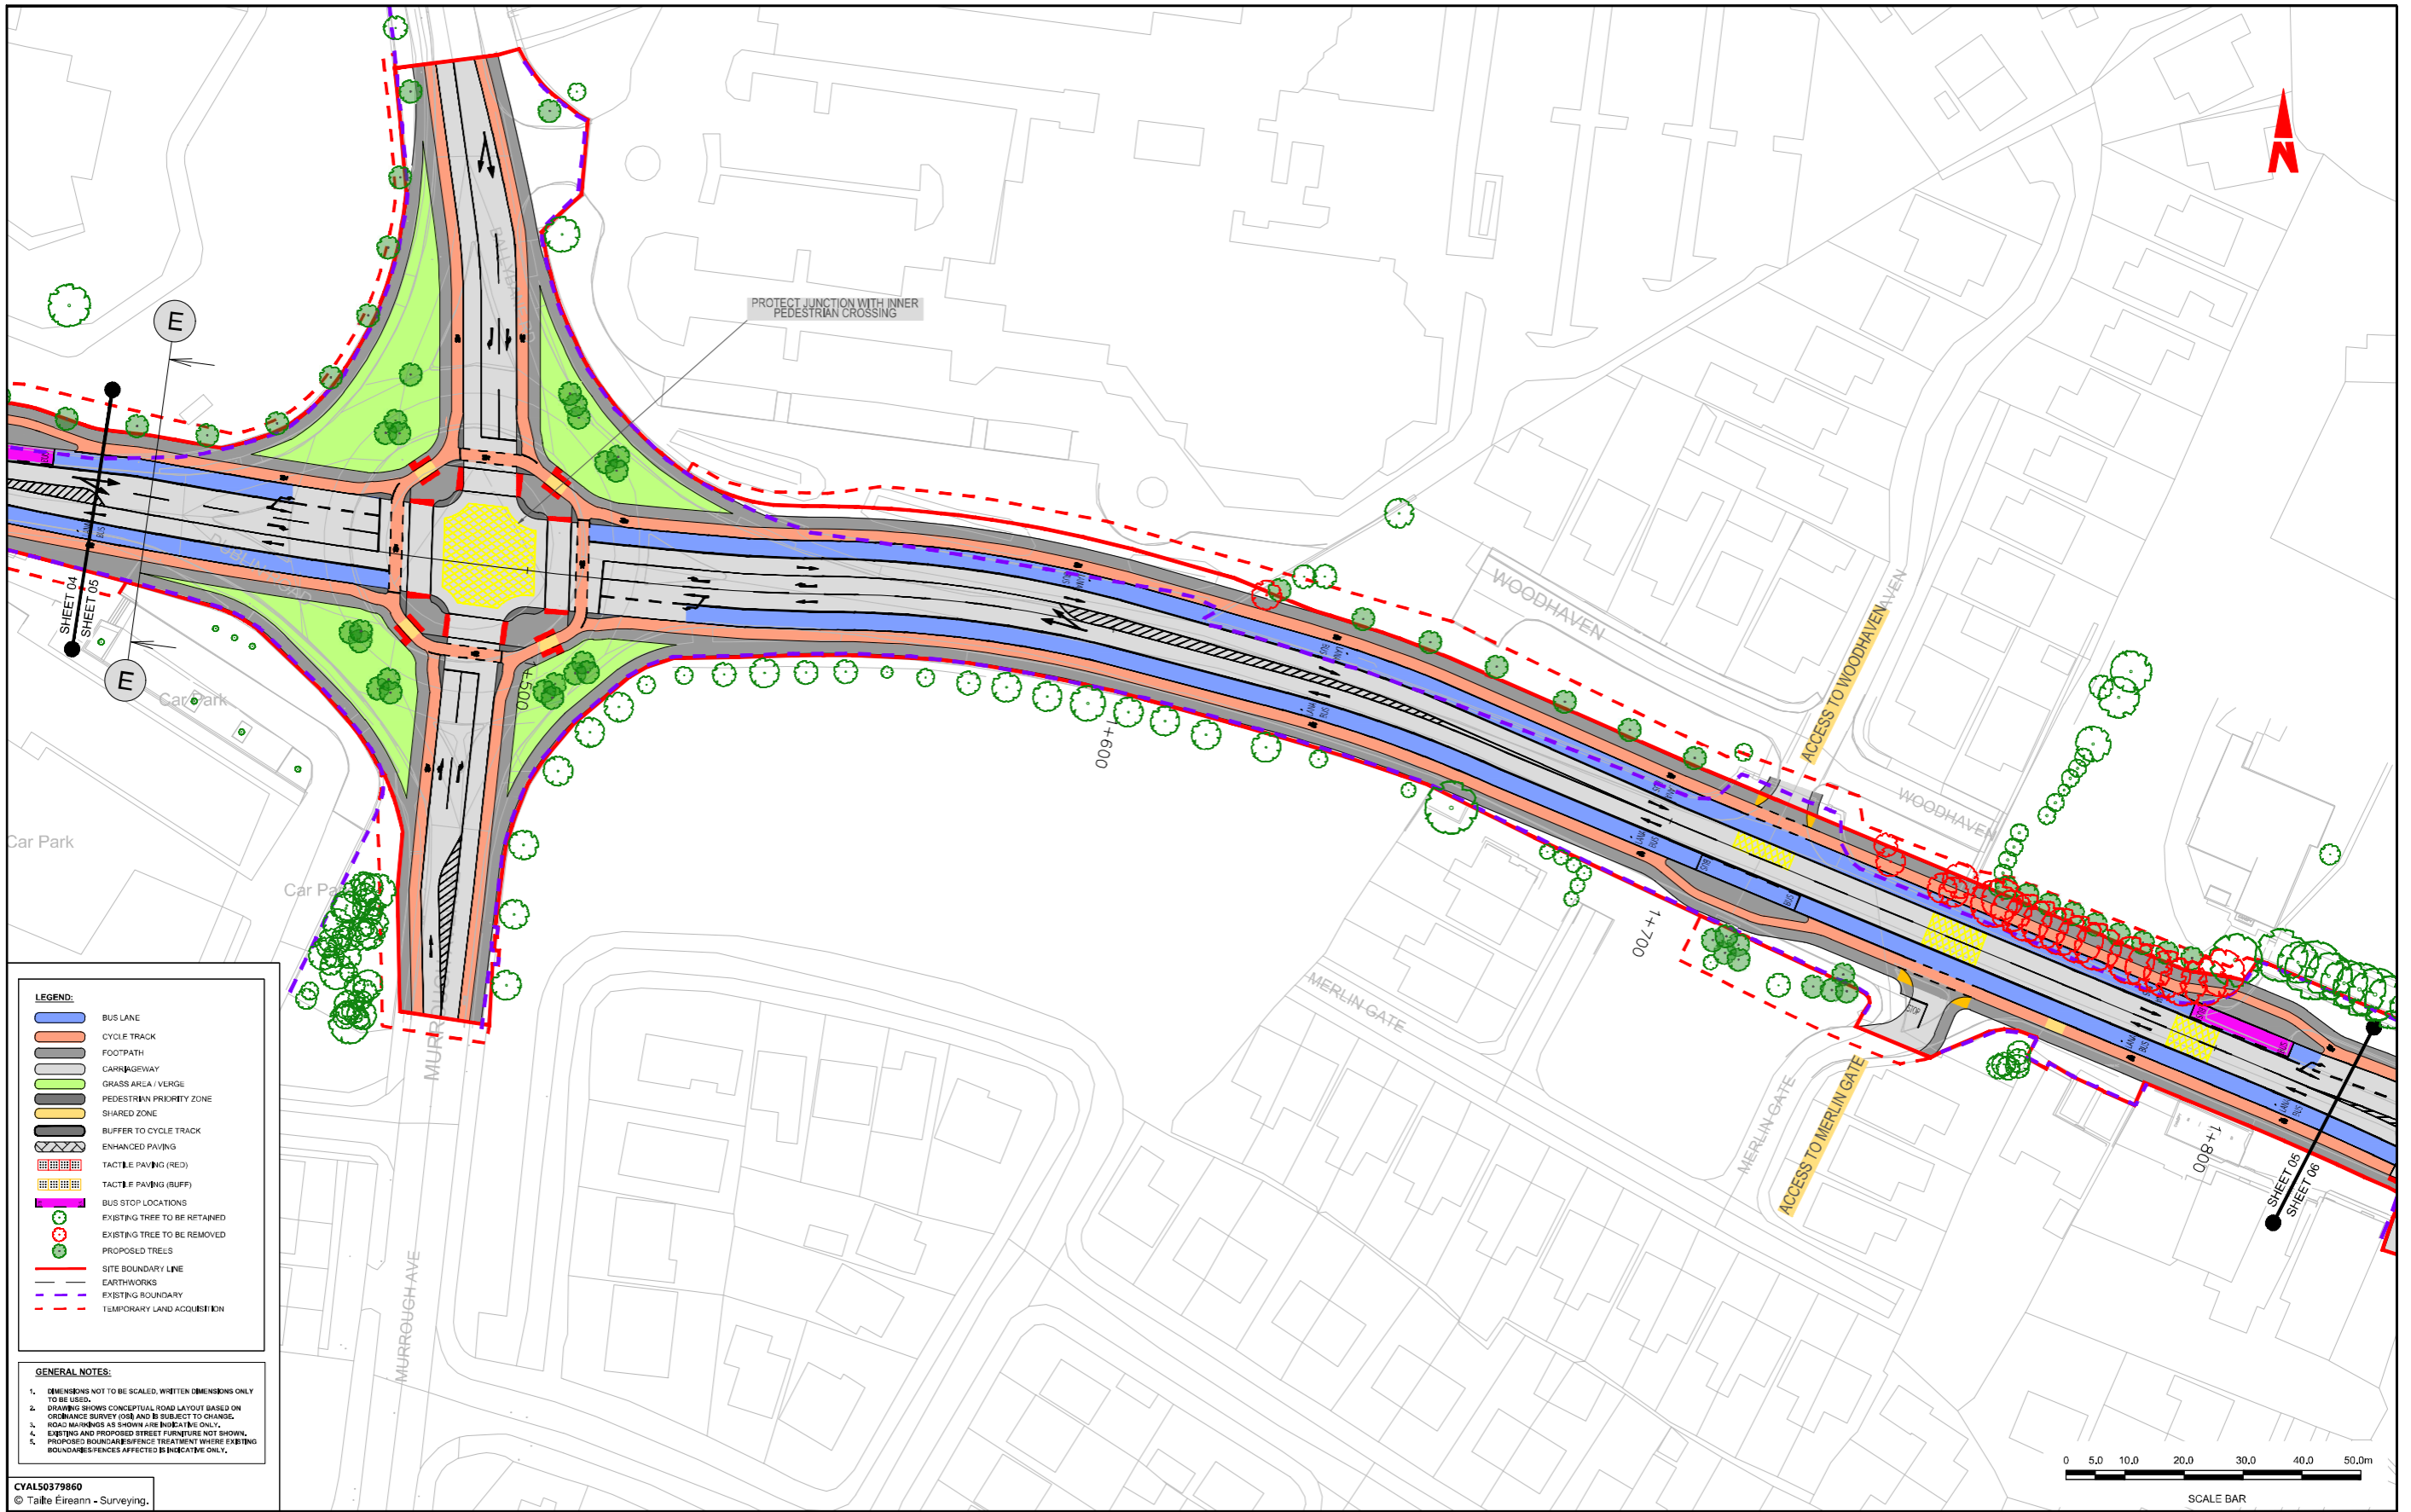 N
E
E
PROTECT JUNCTION WITH INNER
PEDESTRIAN CROSSING
SHEET 04
SHEET 05
DUBLIN ROAD
Car Park
Car Park
1+500
1+600
1+700
1+800
WOODHAVEN
ACCESS TO WOODHAVEN
WOODHAVEN
MERLIN GATE
MERLIN GATE
ACCESS TO MERLIN GATE
STOP
BUS
LANE
SHEET 05
SHEET 06
MURROUGH AVE
LEGEND:
BUS LANE
CYCLE TRACK
FOOTPATH
CARRIAGEWAY
GRASS AREA / VERGE
PEDESTRIAN PRIORITY ZONE
SHARED ZONE
BUFFER TO CYCLE TRACK
ENHANCED PAVING
TACTILE PAVING (RED)
TACTILE PAVING (BUFF)
BUS STOP LOCATIONS
EXISTING TREE TO BE RETAINED
EXISTING TREE TO BE REMOVED
PROPOSED TREES
SITE BOUNDARY LINE
EARTHWORKS
EXISTING BOUNDARY
TEMPORARY LAND ACQUISITION
GENERAL NOTES:
1. DIMENSIONS NOT TO BE SCALED, WRITTEN DIMENSIONS ONLY
TO BE USED.
2. DRAWING SHOWS CONCEPTUAL ROAD LAYOUT BASED ON
ORDINANCE SURVEY (OSI) AND IS SUBJECT TO CHANGE.
3. ROAD MARKINGS AS SHOWN ARE INDICATIVE ONLY.
4. EXISTING AND PROPOSED STREET FURNITURE NOT SHOWN.
5. PROPOSED BOUNDARIES/FENCE TREATMENT WHERE EXISTING
BOUNDARIES/FENCES AFFECTED IS INDICATIVE ONLY.
CYAL50379860
© Tailte Éireann - Surveying.
0 5.0 10.0 20.0 30.0 40.0 50.0m
SCALE BAR